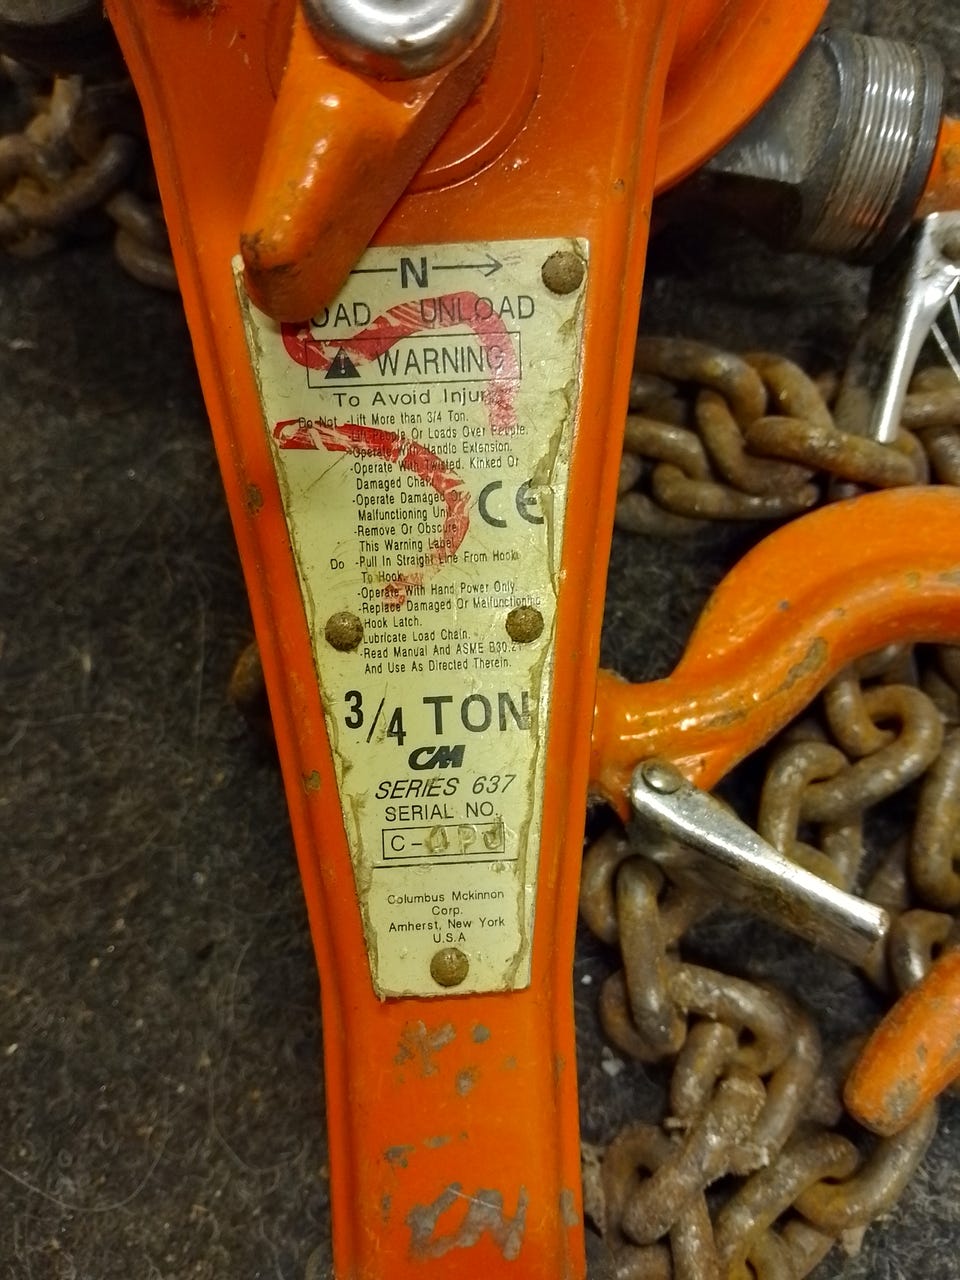 N
OAD UNLOAD
WARNING
To Avoid Injury
Do Not -Lift More than 3/4 Ton.
-Lift People Or Loads Over People.
-Operate With Handle Extension.
-Operate With Twisted, Kinked Or
Damaged Chain.
-Operate Damaged Or
Malfunctioning Unit.
-Remove Or Obscure
This Warning Label.
CE
Do -Pull In Straight Line From Hook
To Hook.
-Operate With Hand Power Only.
-Replace Damaged Or Malfunctioning
Hook Latch.
-Lubricate Load Chain.
-Read Manual And ASME B30.21
And Use As Directed Therein.
3/4 TON
CM
SERIES 637
SERIAL NO.
C-
Columbus Mckinnon
Corp.
Amherst, New York
U.S.A